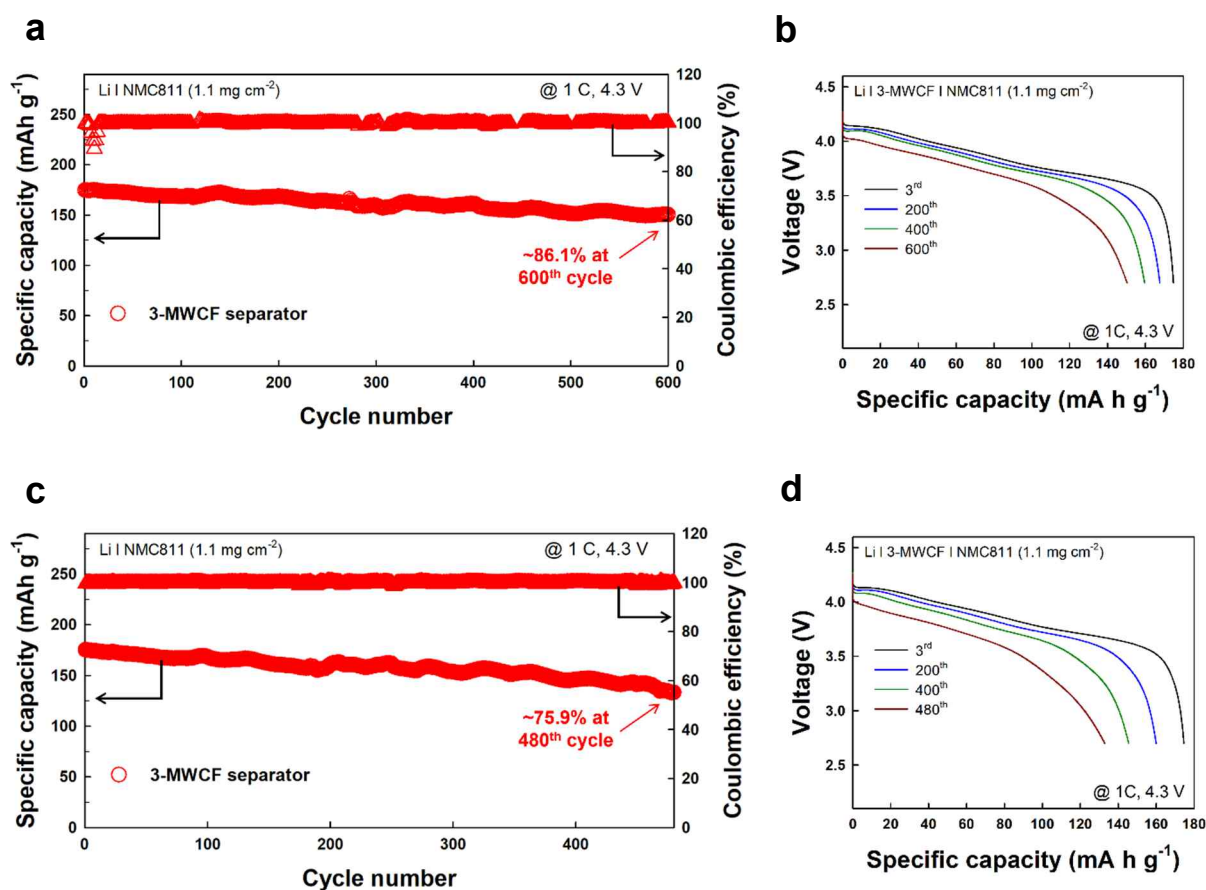 a
Li I NMC811 (1.1 mg cm⁻²)
@ 1 C, 4.3 V
Specific capacity (mAh g⁻¹)
300
250
200
150
100
50
0
0
100
200
300
400
500
600
Cycle number
120
100
80
60
40
20
0
Coulombic efficiency (%)
~86.1% at
600th cycle
3-MWCF separator
b
Li I 3-MWCF I NMC811 (1.1 mg cm⁻²)
Voltage (V)
4.5
4.0
3.5
3.0
2.5
3rd
200th
400th
600th
@ 1C, 4.3 V
0
20
40
60
80
100
120
140
160
180
Specific capacity (mA h g⁻¹)
c
Li I NMC811 (1.1 mg cm⁻²)
@ 1 C, 4.3 V
Specific capacity (mAh g⁻¹)
300
250
200
150
100
50
0
0
100
200
300
400
Cycle number
120
100
80
60
40
20
0
Coulombic efficiency (%)
~75.9% at
480th cycle
3-MWCF separator
d
Li I 3-MWCF I NMC811 (1.1 mg cm⁻²)
Voltage (V)
4.5
4.0
3.5
3.0
2.5
3rd
200th
400th
480th
@ 1C, 4.3 V
0
20
40
60
80
100
120
140
160
180
Specific capacity (mA h g⁻¹)